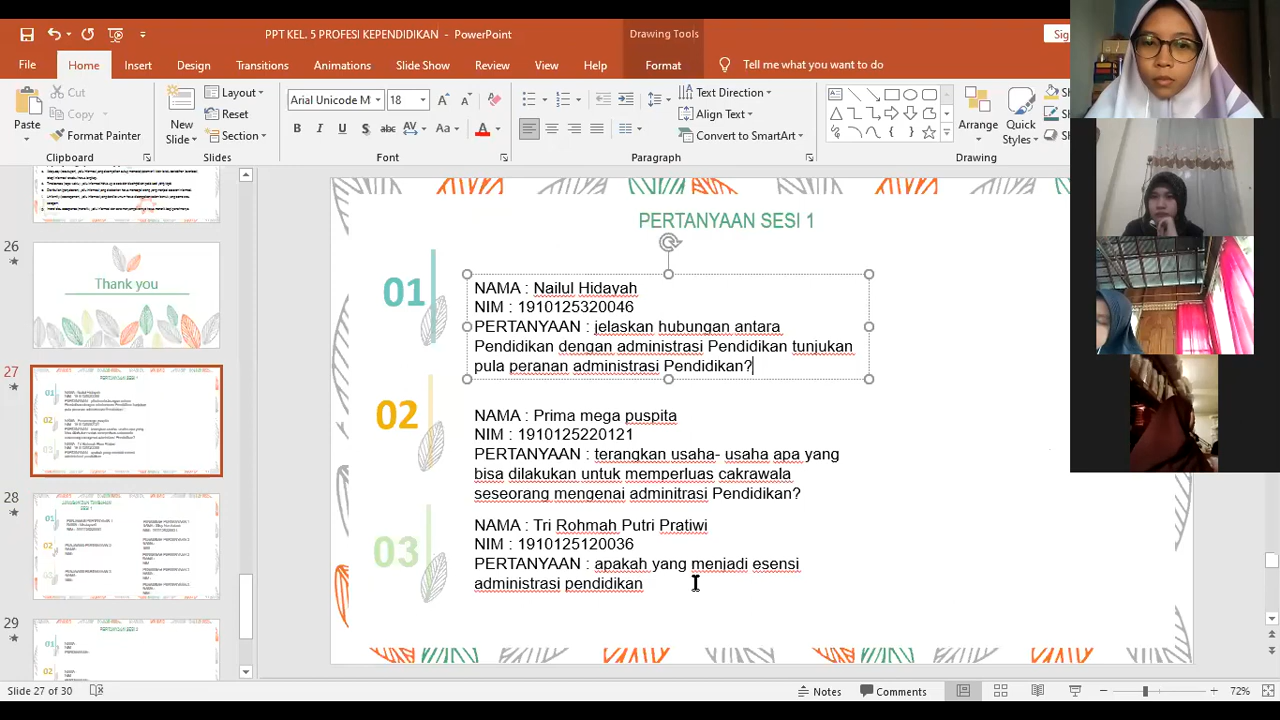 PPT KEL. 5 PROFESI KEPENDIDIKAN - PowerPoint
Drawing Tools
Sig
File Home Insert Design Transitions Animations Slide Show Review View Help Format Tell me what you want to do
Cut
Copy
Format Painter
Paste
Clipboard
New
Slide
Layout
Reset
Section
Slides
Arial Unicode M 18
B I U S abc AV Aa A
Font
Text Direction
Align Text
Convert to SmartArt
Paragraph
Arrange
Quick
Styles
Drawing
26
Thank you
27
28
29
PERTANYAAN SESI 1
01
NAMA : Nailul Hidayah
NIM : 1910125320046
PERTANYAAN : jelaskan hubungan antara
Pendidikan dengan administrasi Pendidikan tunjukan
pula peranan administrasi Pendidikan?
02
NAMA : Prima mega puspita
NIM : 1910125220121
PERTANYAAN : terangkan usaha- usaha apa yang
bisa dilakukan untuk memperluas cakrawala
seseorang mengenai adminitrasi Pendidikan?
03
NAMA : Tri Rohmina Putri Pratiwi
NIM : 1910125120036
PERTANYAAN : apakah yang menjadi esensi
administrasi pendidikan
Slide 27 of 30
Notes
Comments
72%